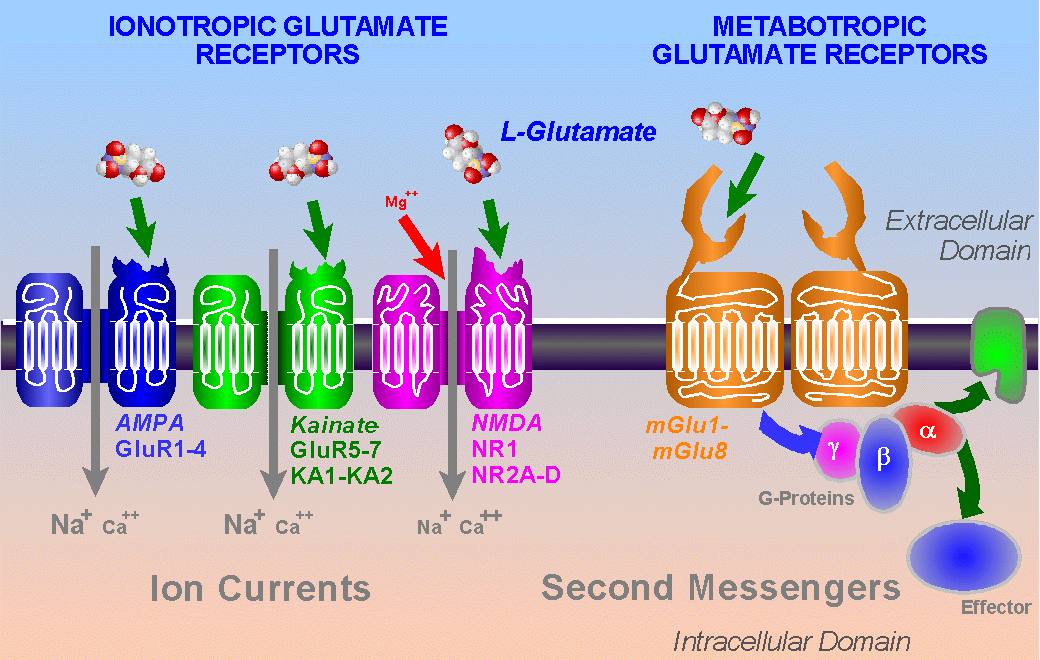 IONOTROPIC GLUTAMATE
RECEPTORS
METABOTROPIC
GLUTAMATE RECEPTORS
L-Glutamate
Mg++
Extracellular
Domain
AMPA
GluR1-4
Kainate
GluR5-7
KA1-KA2
NMDA
NR1
NR2A-D
mGlu1-
mGlu8
γ
β
α
G-Proteins
Na+ Ca++
Na+ Ca++
Na+ Ca++
Ion Currents
Second Messengers
Effector
Intracellular Domain